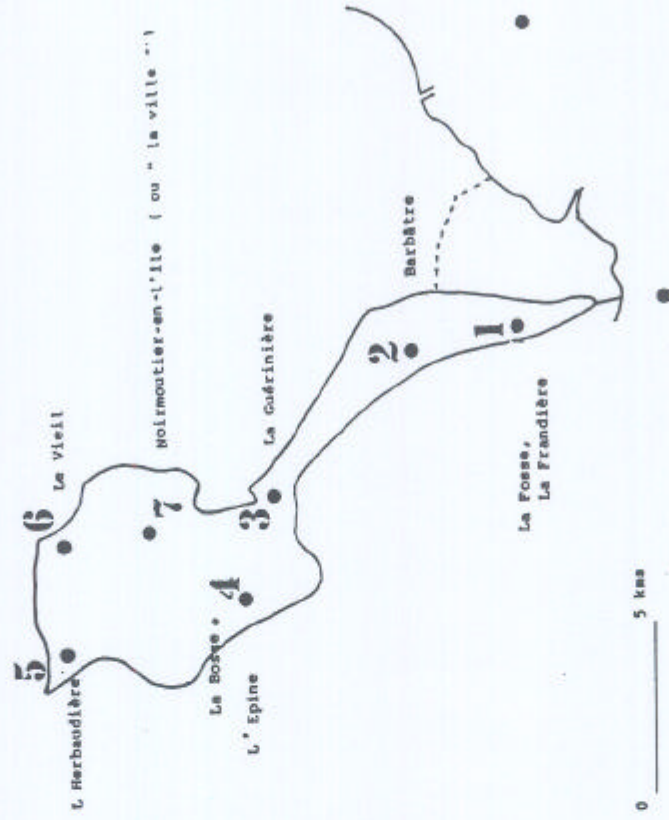 5
L Herbaudière
6
Le Vieil
7
Noirmoutier-en-l'Ile ( ou " la ville " )
La Bosse,
4
L'Epine
3
La Guérinière
2
Barbâtre
1
La Fosse,
La Frandière
0 5 kms